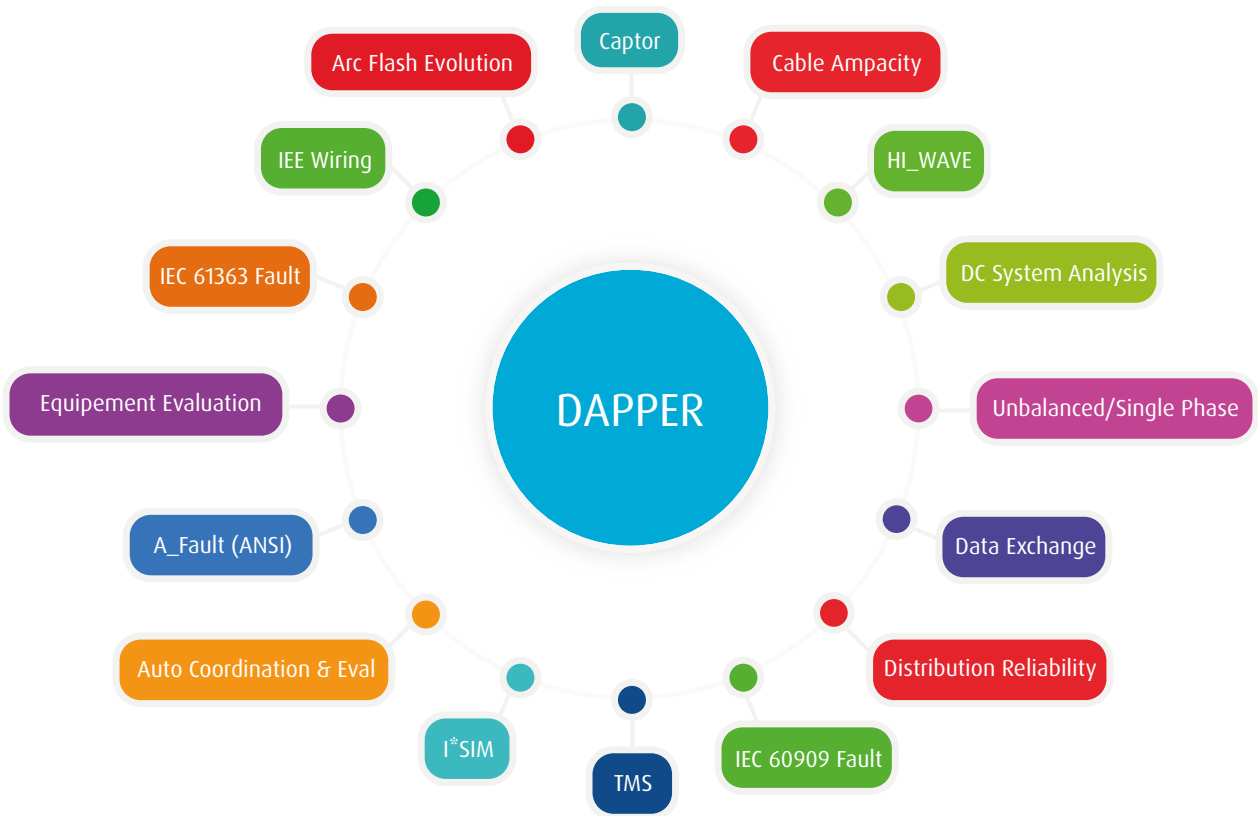 Captor
Arc Flash Evolution
Cable Ampacity
IEE Wiring
HI_WAVE
IEC 61363 Fault
DC System Analysis
DAPPER
Equipement Evaluation
Unbalanced/Single Phase
A_Fault (ANSI)
Data Exchange
Auto Coordination & Eval
Distribution Reliability
I*SIM
IEC 60909 Fault
TMS